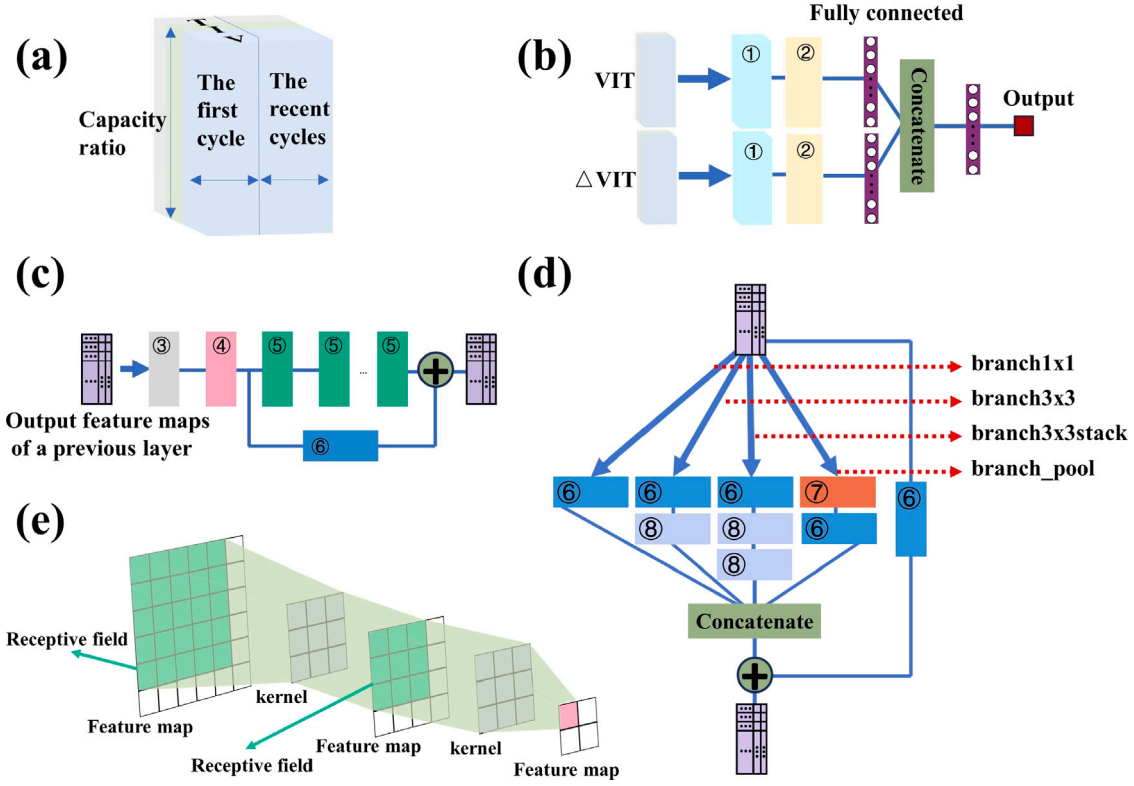 (a)
Capacity
ratio
The
first
cycle
The
recent
cycles
(b)
Fully connected
VIT
①
②
Concatenate
Output
△VIT
①
②
(c)
③
④
⑤
⑤
...
⑤
⑥
Output feature maps
of a previous layer
(d)
branch1x1
branch3x3
branch3x3stack
branch_pool
⑥
⑥
⑥
⑦
⑥
⑧
⑧
⑥
⑧
Concatenate
(e)
Receptive field
Feature map
kernel
Receptive field
Feature map
kernel
Feature map